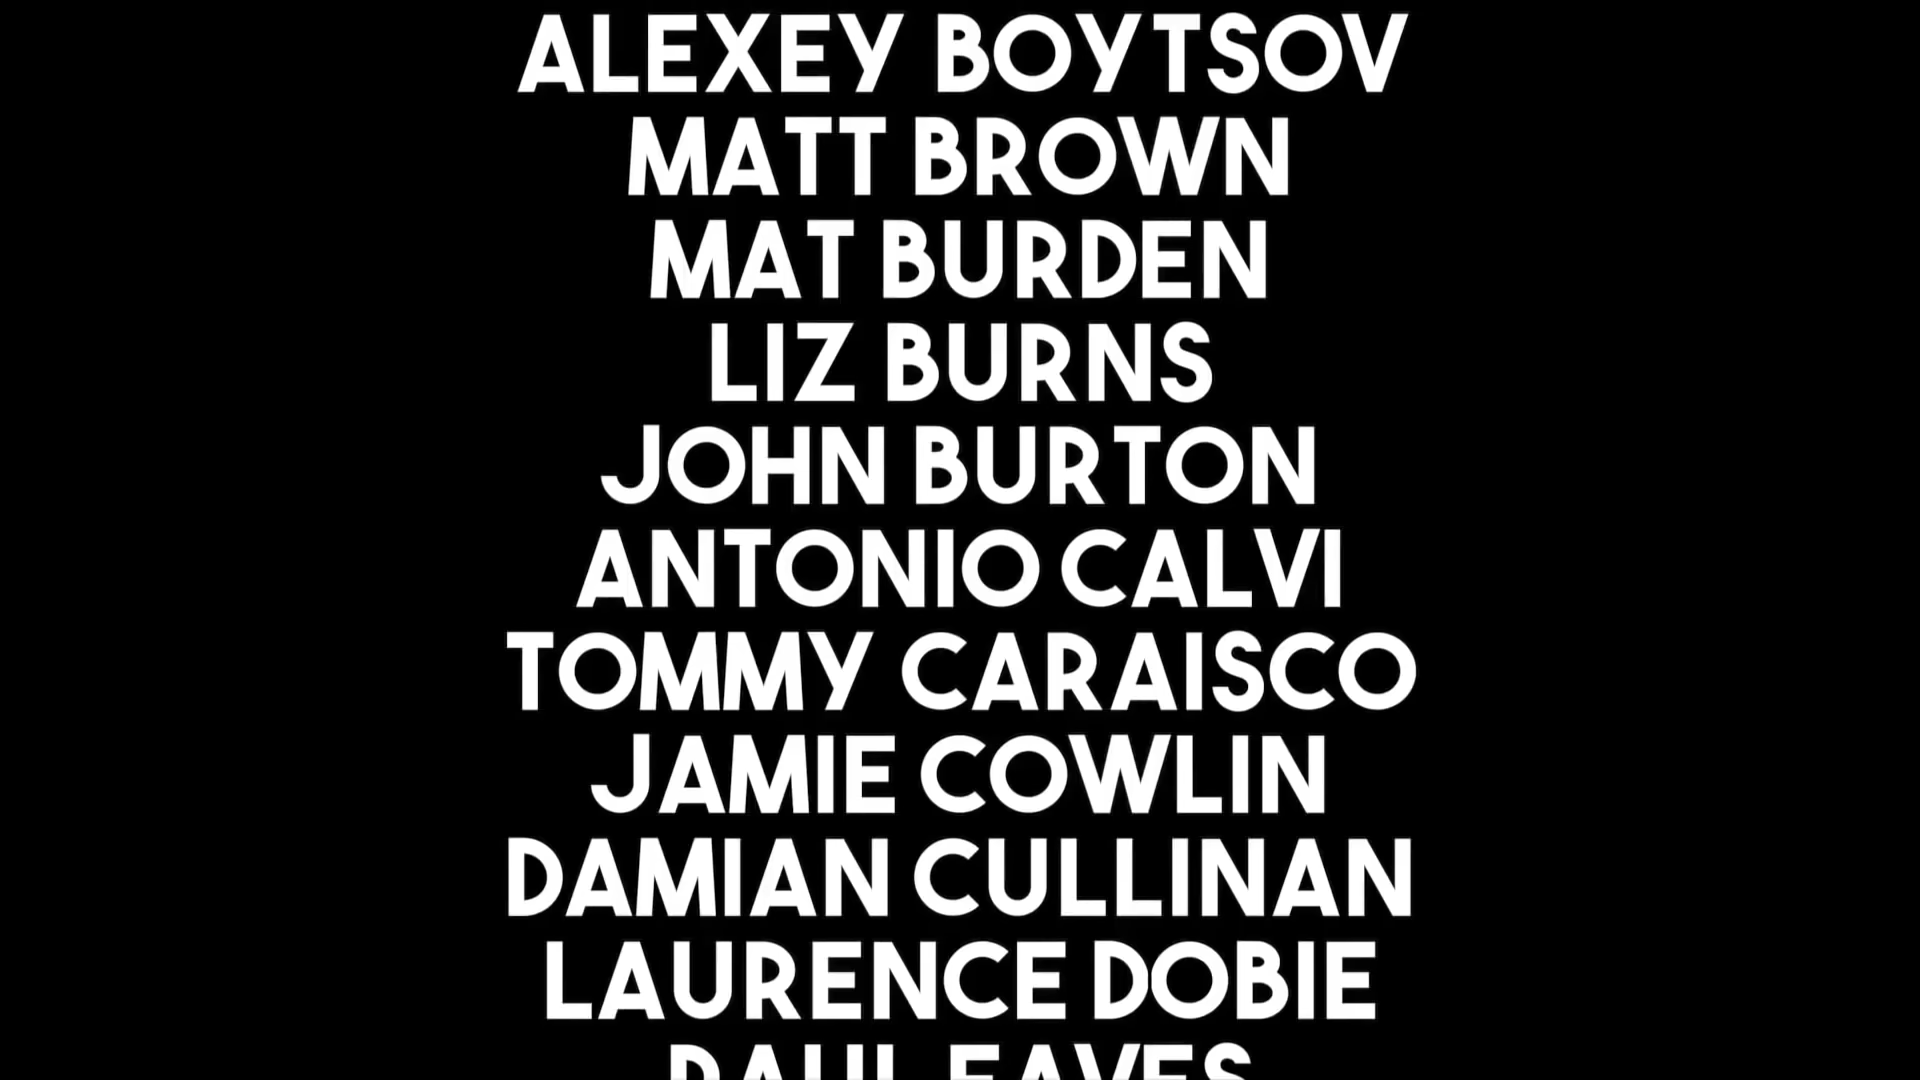 ALEXEY BOYTSOV
MATT BROWN
MAT BURDEN
LIZ BURNS
JOHN BURTON
ANTONIO CALVI
TOMMY CARAISCO
JAMIE COWLIN
DAMIAN CULLINAN
LAURENCE DOBIE
PAUL EAVES